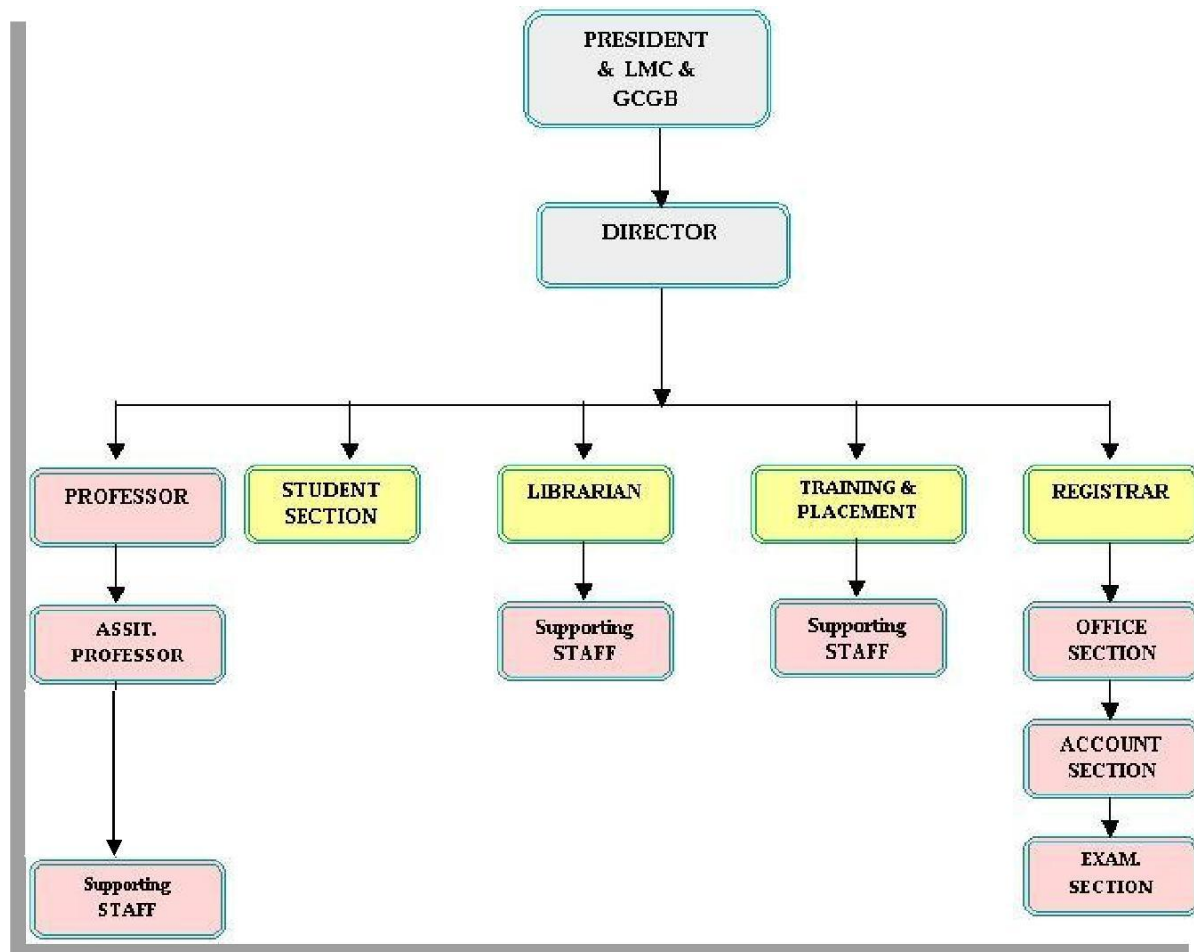 PRESIDENT
& LMC &
GCGB
DIRECTOR
PROFESSOR
STUDENT
SECTION
LIBRARIAN
TRAINING &
PLACEMENT
REGISTRAR
ASSIT.
PROFESSOR
Supporting
STAFF
Supporting
STAFF
OFFICE
SECTION
ACCOUNT
SECTION
Supporting
STAFF
EXAM.
SECTION